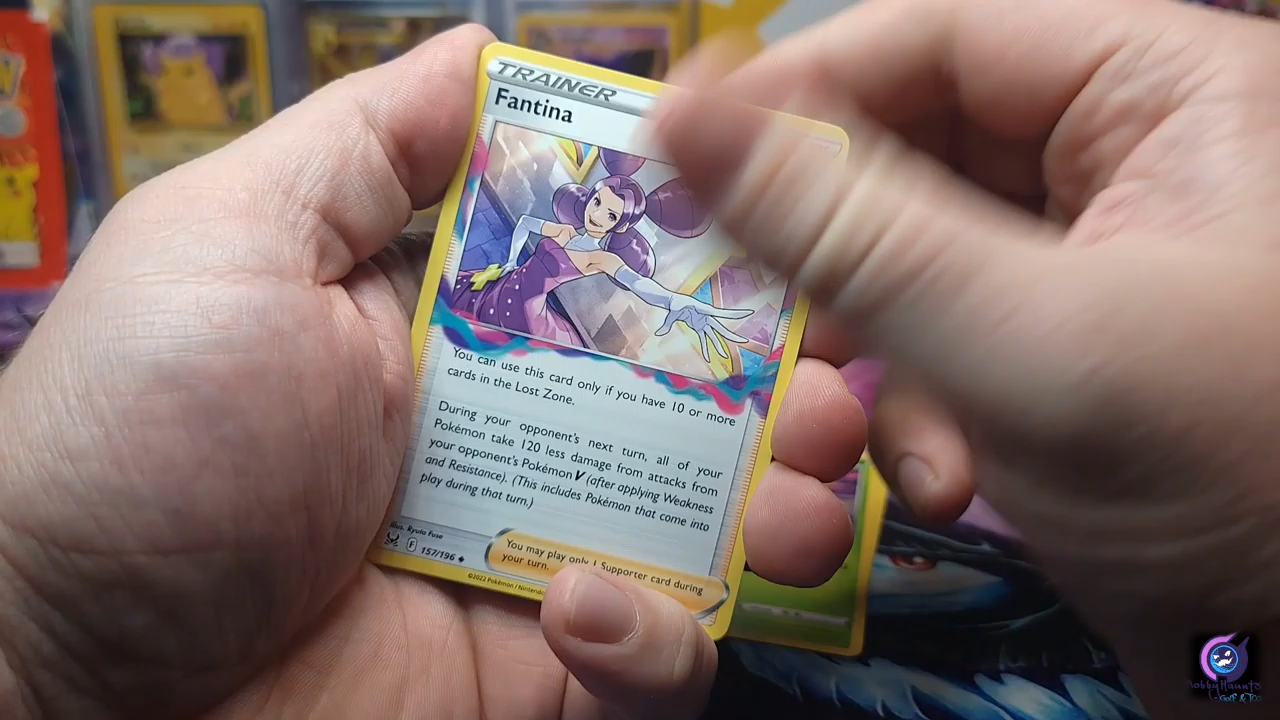 TRAINER
Fantina
You can use this card only if you have 10 or more
cards in the Lost Zone.
During your opponent's next turn, all of your
Pokémon take 120 less damage from attacks from
your opponent's Pokémon V (after applying Weakness
and Resistance). (This includes Pokémon that come into
play during that turn.)
Illus. Ryuta Fuse
F 157/196
You may play only 1 Supporter card during
your turn.
©2022 Pokémon / Nintendo